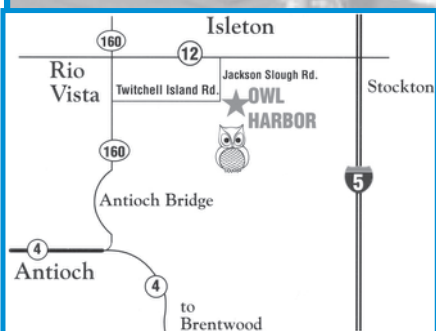 Isleton
160
12
Rio
Vista
Jackson Slough Rd.
Twitchell Island Rd.
Stockton
OWL
HARBOR
160
5
Antioch Bridge
4
Antioch
4
to
Brentwood